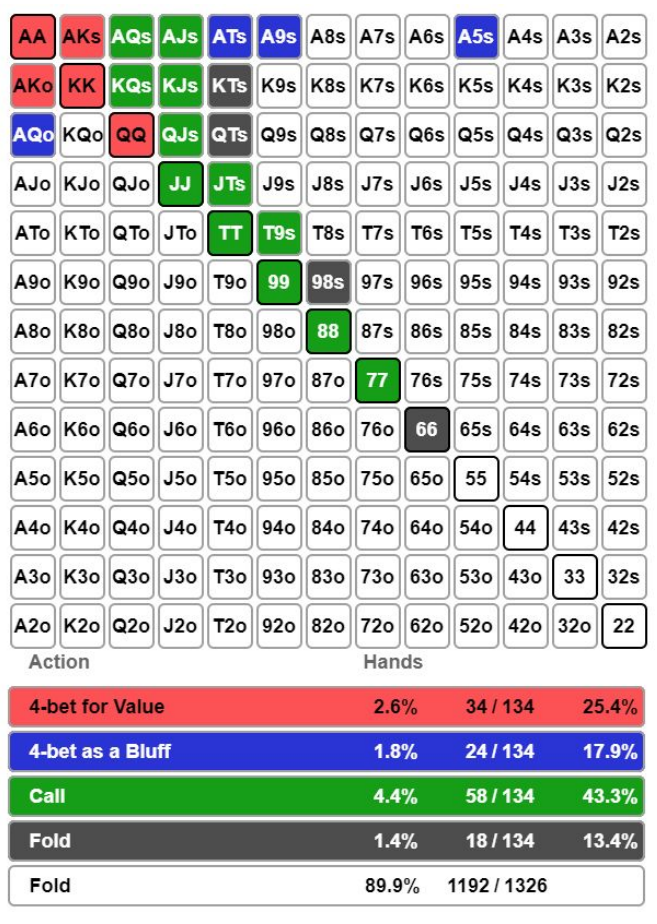 AA AKs AQs AJs ATs A9s A8s A7s A6s A5s A4s A3s A2s
AKo KK KQs KJs KTs K9s K8s K7s K6s K5s K4s K3s K2s
AQo KQo QQ QJs QTs Q9s Q8s Q7s Q6s Q5s Q4s Q3s Q2s
AJo KJo QJo JJ JTs J9s J8s J7s J6s J5s J4s J3s J2s
ATo KTo QTo JTo TT T9s T8s T7s T6s T5s T4s T3s T2s
A9o K9o Q9o J9o T9o 99 98s 97s 96s 95s 94s 93s 92s
A8o K8o Q8o J8o T8o 98o 88 87s 86s 85s 84s 83s 82s
A7o K7o Q7o J7o T7o 97o 87o 77 76s 75s 74s 73s 72s
A6o K6o Q6o J6o T6o 96o 86o 76o 66 65s 64s 63s 62s
A5o K5o Q5o J5o T5o 95o 85o 75o 65o 55 54s 53s 52s
A4o K4o Q4o J4o T4o 94o 84o 74o 64o 54o 44 43s 42s
A3o K3o Q3o J3o T3o 93o 83o 73o 63o 53o 43o 33 32s
A2o K2o Q2o J2o T2o 92o 82o 72o 62o 52o 42o 32o 22
Action Hands
4-bet for Value 2.6% 34 / 134 25.4%
4-bet as a Bluff 1.8% 24 / 134 17.9%
Call 4.4% 58 / 134 43.3%
Fold 1.4% 18 / 134 13.4%
Fold 89.9% 1192 / 1326